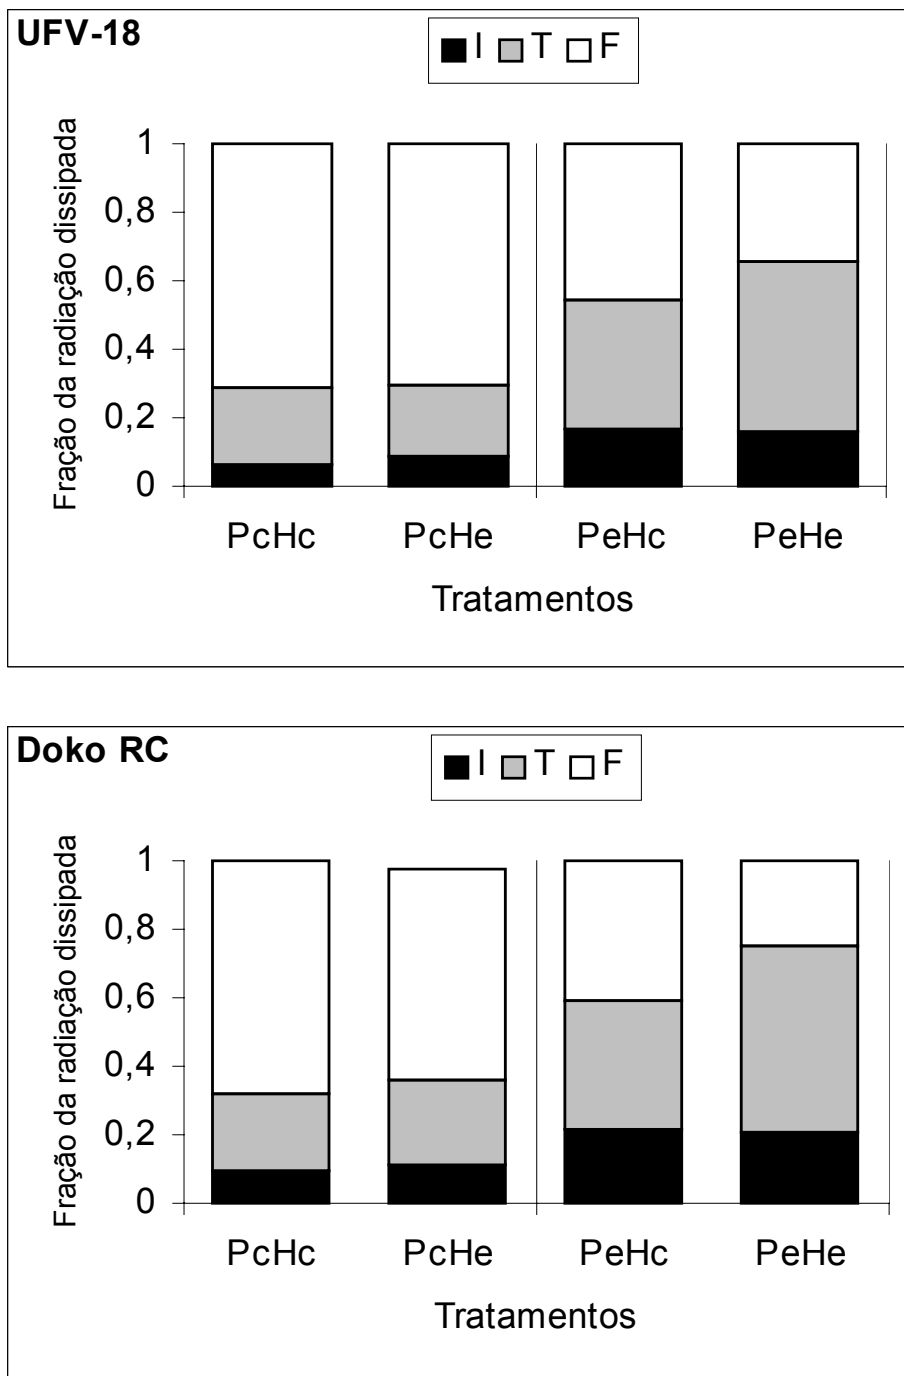 UFV-18
I T F
Fração da radiação dissipada
1
0,8
0,6
0,4
0,2
0
PcHc PcHe PeHc PeHe
Tratamentos
Doko RC
I T F
Fração da radiação dissipada
1
0,8
0,6
0,4
0,2
0
PcHc PcHe PeHc PeHe
Tratamentos